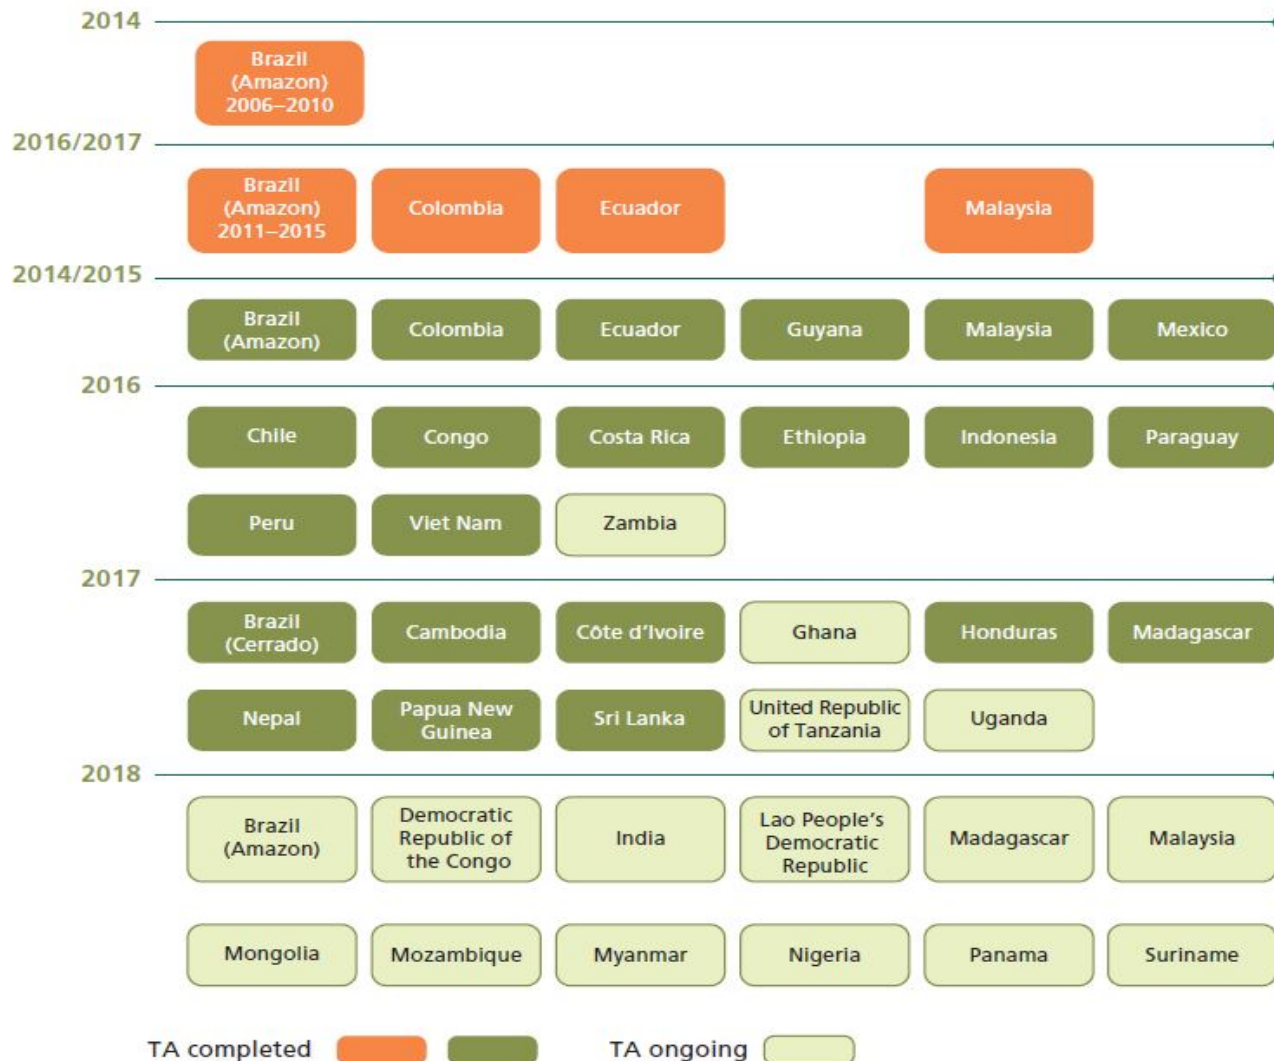 2014
Brazil
(Amazon)
2006–2010
2016/2017
Brazil
(Amazon)
2011–2015
Colombia
Ecuador
Malaysia
2014/2015
Brazil
(Amazon)
Colombia
Ecuador
Guyana
Malaysia
Mexico
2016
Chile
Congo
Costa Rica
Ethiopia
Indonesia
Paraguay
Peru
Viet Nam
Zambia
2017
Brazil
(Cerrado)
Cambodia
Côte d’Ivoire
Ghana
Honduras
Madagascar
Nepal
Papua New
Guinea
Sri Lanka
United Republic
of Tanzania
Uganda
2018
Brazil
(Amazon)
Democratic
Republic of
the Congo
India
Lao People’s
Democratic
Republic
Madagascar
Malaysia
Mongolia
Mozambique
Myanmar
Nigeria
Panama
Suriname
TA completed
TA ongoing